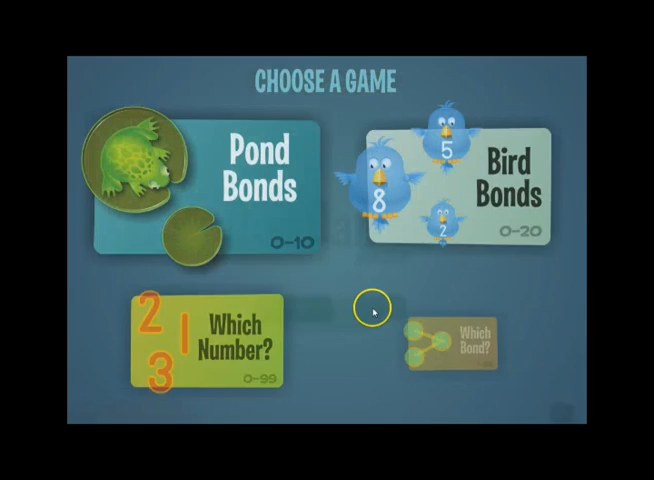 CHOOSE A GAME
Pond
Bonds
0-10
5
8
2
Bird
Bonds
0-20
2
1
3
Which
Number?
0-99
Which
Bond?